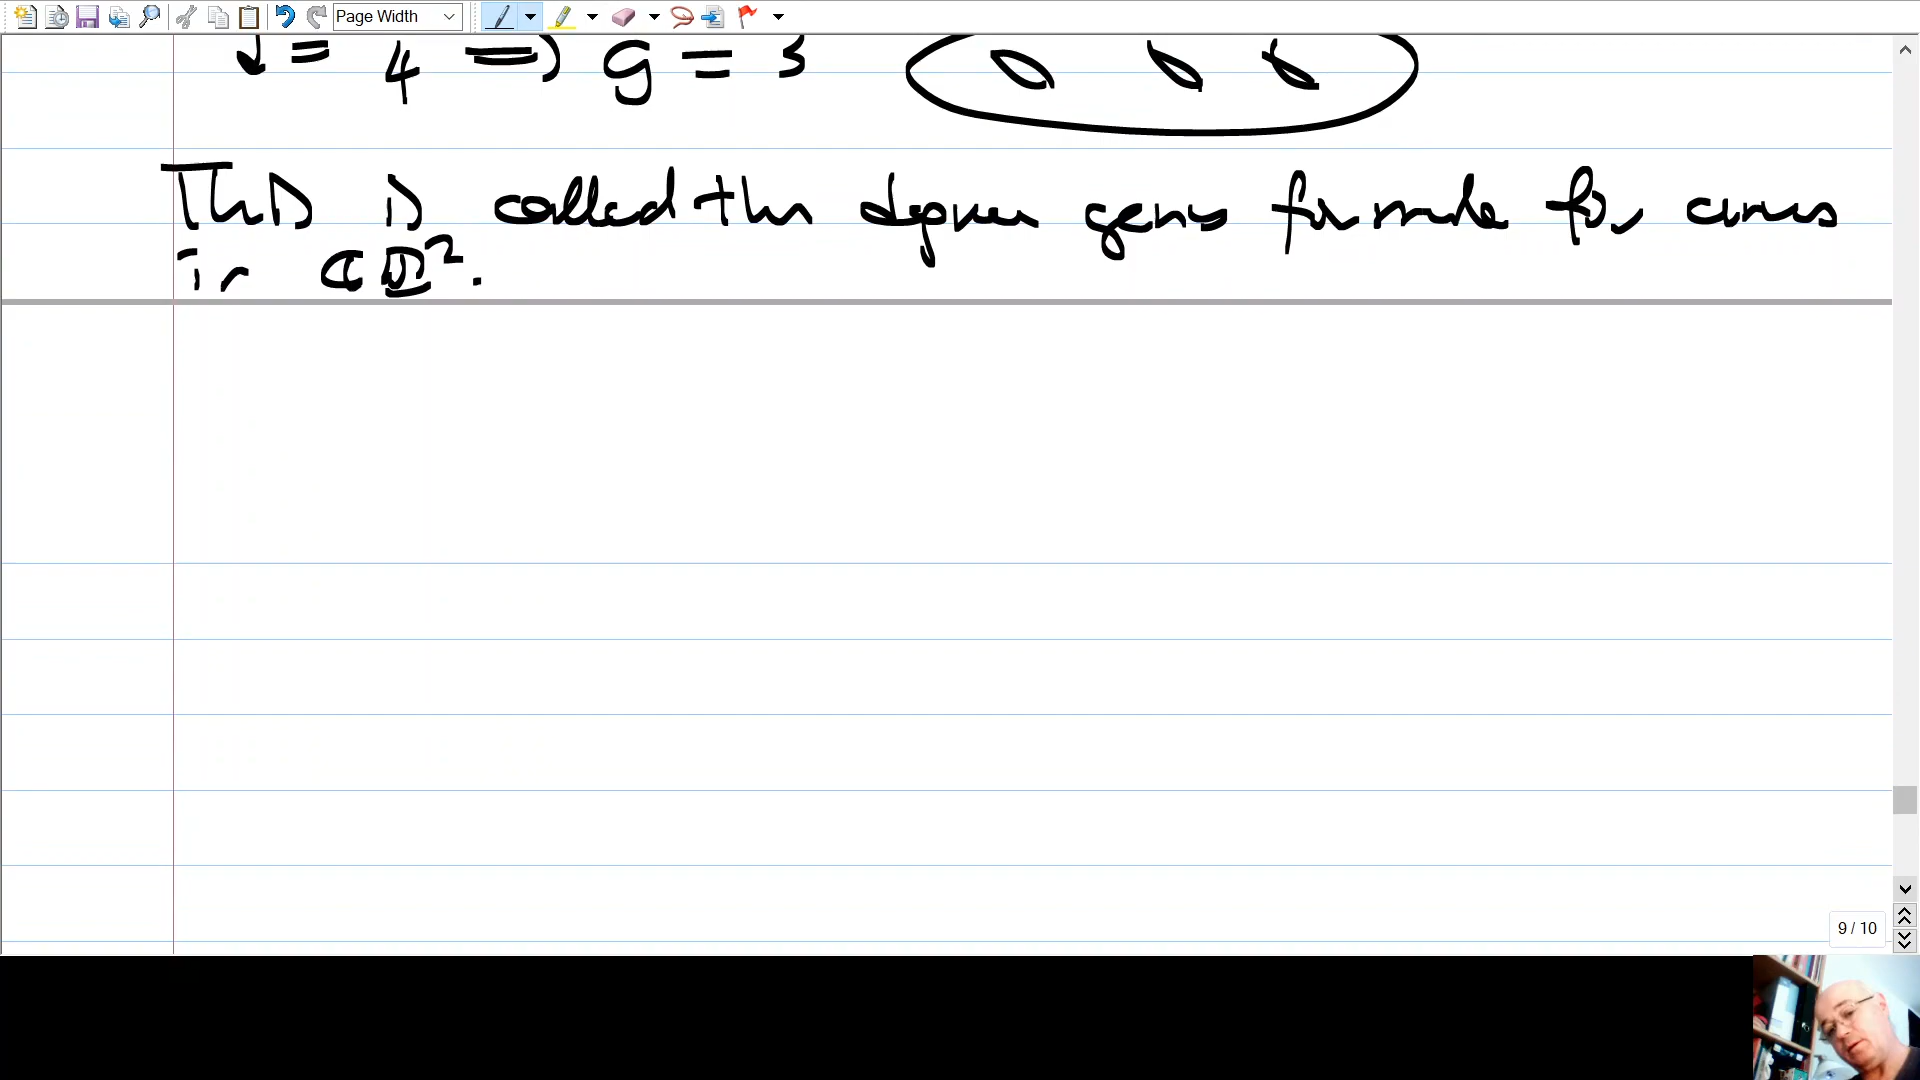 Page Width
d = 4 ⇒ g = 3
This is called the degree genus formula for curves
in ℂℙ².
9 / 10